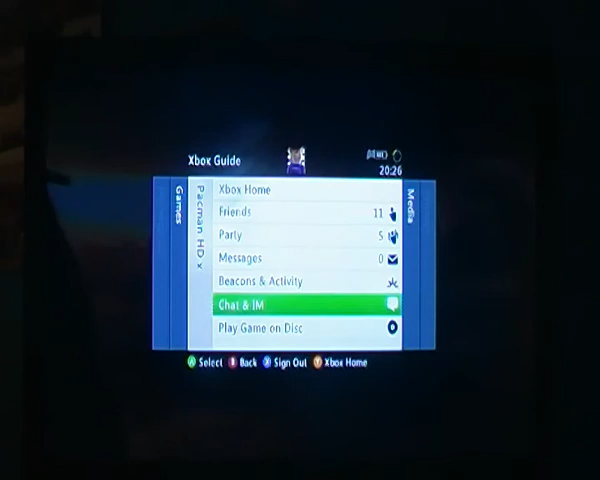 Xbox Guide
20:26
Games
Pacman HD x
Xbox Home
Friends 11
Party 5
Messages 0
Beacons & Activity
Chat & IM
Play Game on Disc
Media
A Select B Back X Sign Out Y Xbox Home